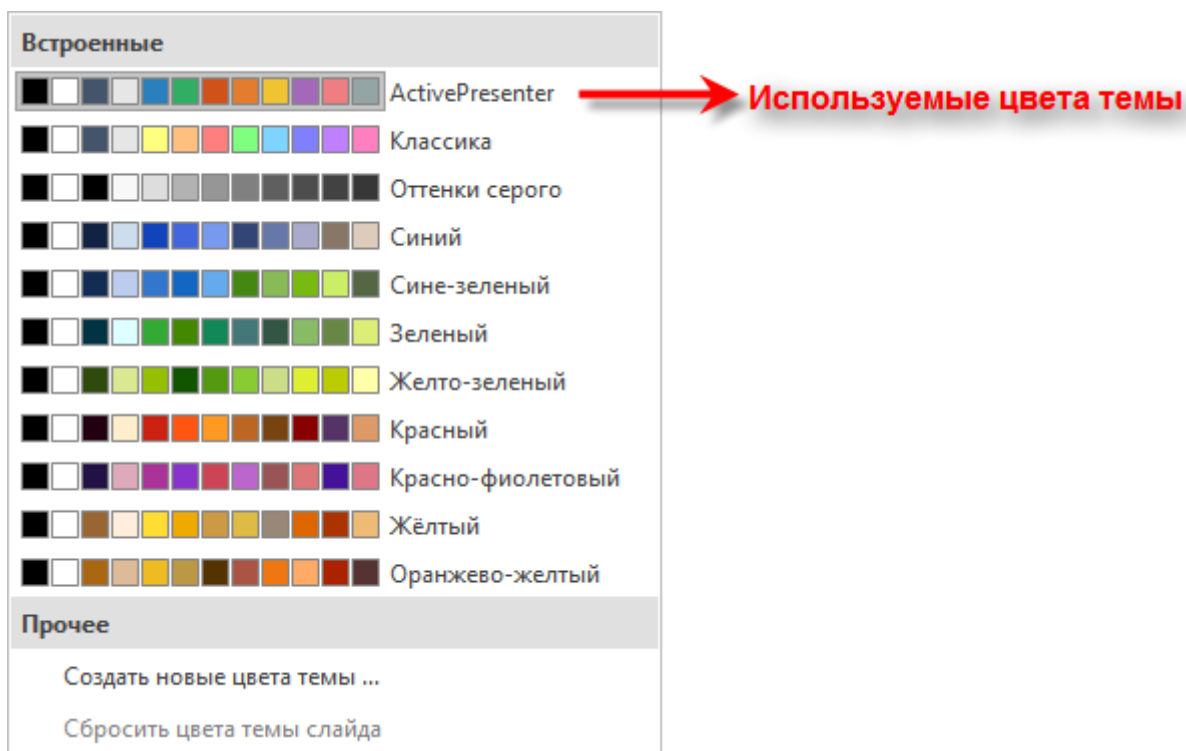 Встроенные
ActivePresenter
Используемые цвета темы
Классика
Оттенки серого
Синий
Сине-зеленый
Зеленый
Желто-зеленый
Красный
Красно-фиолетовый
Жёлтый
Оранжево-желтый
Прочее
Создать новые цвета темы ...
Сбросить цвета темы слайда